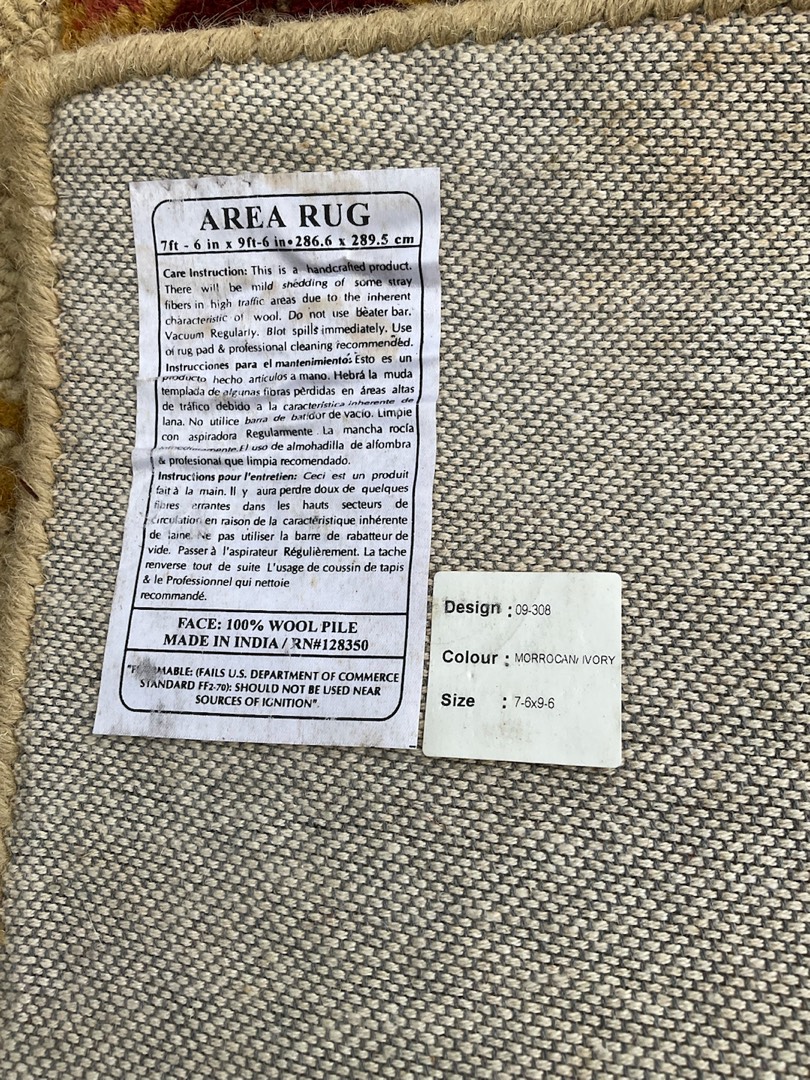 AREA RUG
7ft - 6 in x 9ft-6 in•286.6 x 289.5 cm
Care Instruction: This is a handcrafted product.
There will be mild shedding of some stray
fibers in high traffic areas due to the inherent
characteristic of wool. Do not use beater bar.
Vacuum Regularly. Blot spills immediately. Use
of rug pad & professional cleaning recommended.
Instrucciones para el mantenimiento: Esto es un
producto hecho artículos a mano. Hebrá la muda
templada de algunas fibras pèrdidas en áreas altas
de tráfico debido a la característica inherente de
lana. No utilice barra de batidor de vacío. Limpie
con aspiradora Regularmente La mancha rocía
El uso de almohadilla de alfombra
& profesional que limpia recomendado.
Instructions pour l'entretien: Ceci est un produit
fait à la main. Il y aura perdre doux de quelques
fibres errantes dans les hauts secteurs de
circulation en raison de la caractéristique inhérente
de laine. Ne pas utiliser la barre de rabatteur de
vide. Passer à l'aspirateur Régulièrement. La tache
renverse tout de suite L'usage de coussin de tapis
& le Professionnel qui nettoie
recommandé.
FACE: 100% WOOL PILE
MADE IN INDIA / RN#128350
(FAILS U.S. DEPARTMENT OF COMMERCE
STANDARD FF2-70): SHOULD NOT BE USED NEAR
SOURCES OF IGNITION".
Design : 09-308
Colour : MORROCAN/ IVORY
Size : 7-6x9-6